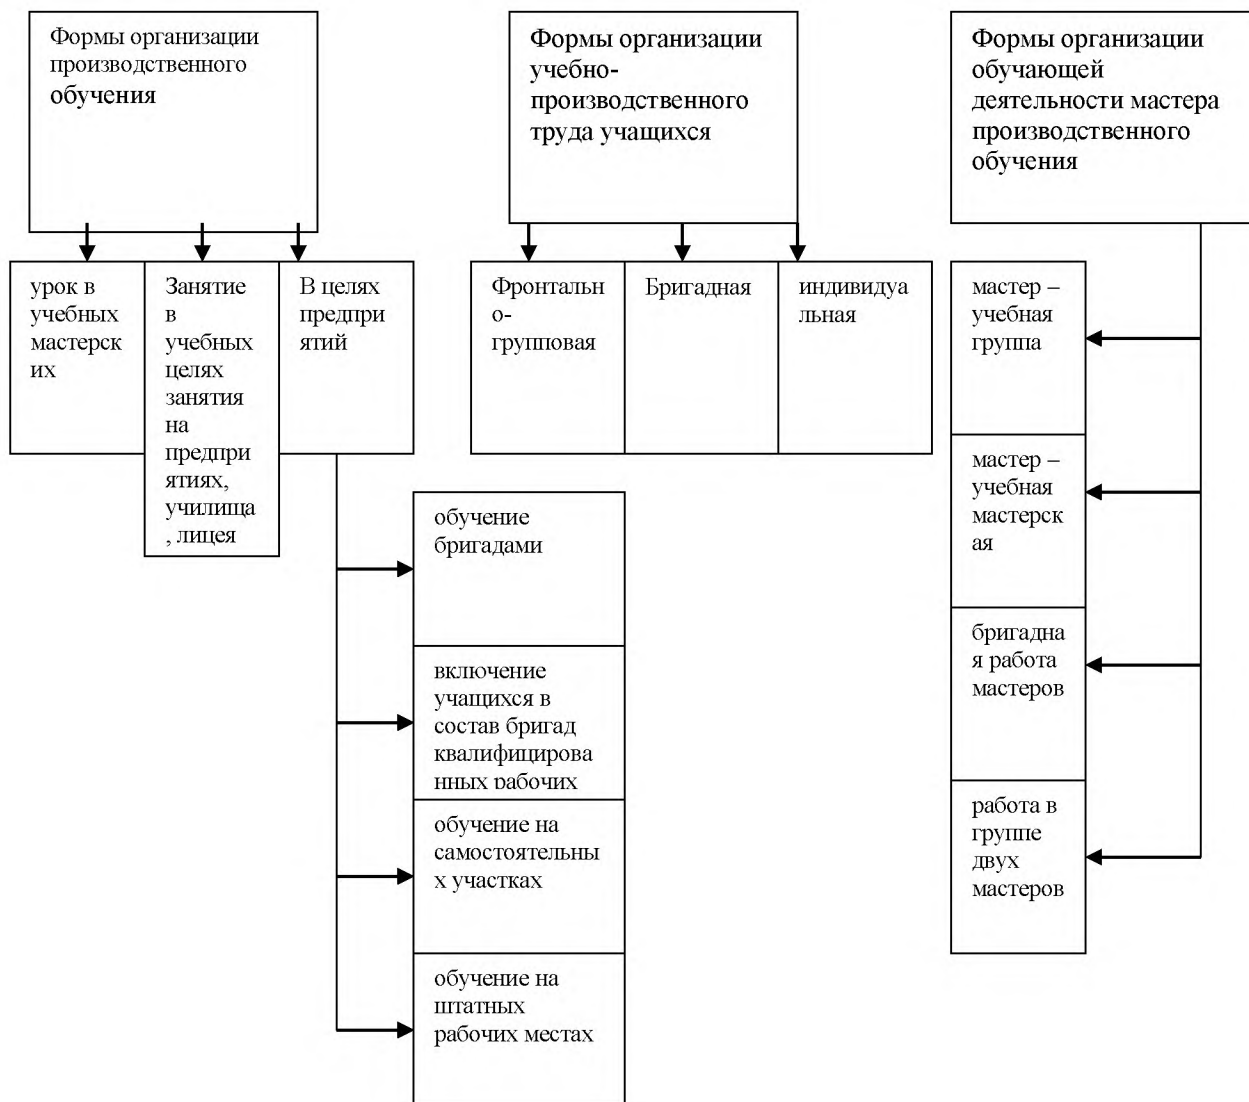 Формы организации
производственного
обучения
Формы организации
учебно-
производственного
труда учащихся
Формы организации
обучающей
деятельности мастера
производственного
обучения
урок в
учебных
мастерск
их
Занятие
в
учебных
целях
занятия
на
предпри
ятиях,
училища
, лицея
В целях
предпри
ятий
Фронтальн
о-
групповая
Бригадная
индивидуа
льная
обучение
бригадами
включение
учащихся в
состав бригад
квалифицирова
нных рабочих
обучение на
самостоятельны
х участках
обучение на
штатных
рабочих местах
мастер –
учебная
группа
мастер –
учебная
мастерск
ая
бригадна
я работа
мастеров
работа в
группе
двух
мастеров